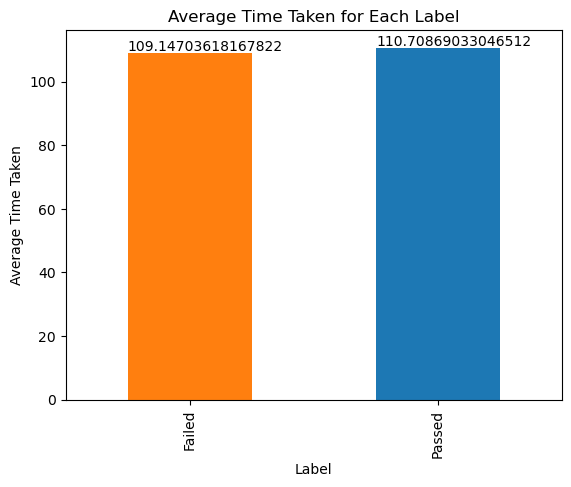 Average Time Taken for Each Label
109.14703618167822
110.70869033046512
100
80
60
40
20
0
Average Time Taken
Failed
Passed
Label